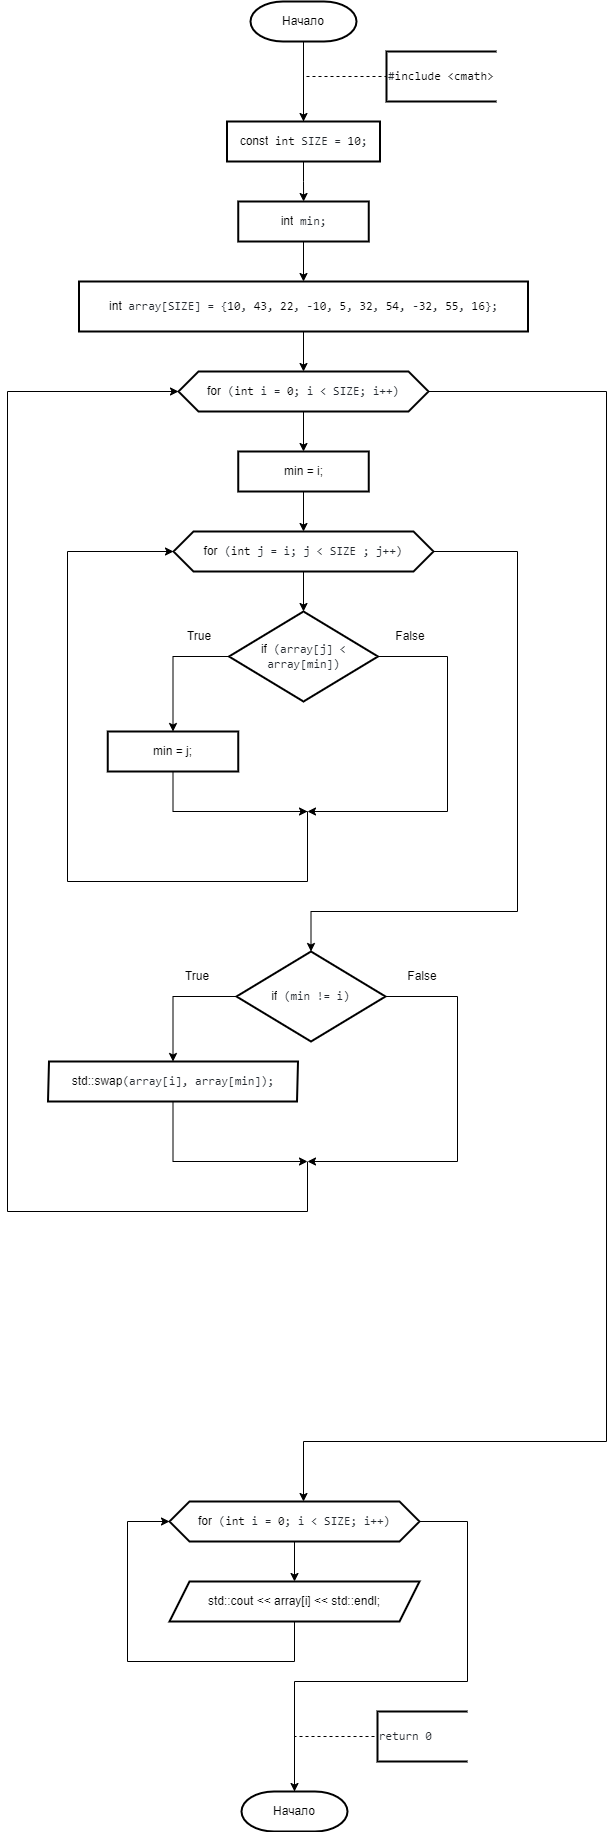 Начало
#include <cmath>
const int SIZE = 10;
int min;
int array[SIZE] = {10, 43, 22, -10, 5, 32, 54, -32, 55, 16};
for (int i = 0; i < SIZE; i++)
min = i;
for (int j = i; j < SIZE ; j++)
True
False
if (array[j] <
array[min])
min = j;
True
False
if (min != i)
std::swap(array[i], array[min]);
for (int i = 0; i < SIZE; i++)
std::cout << array[i] << std::endl;
return 0
Начало